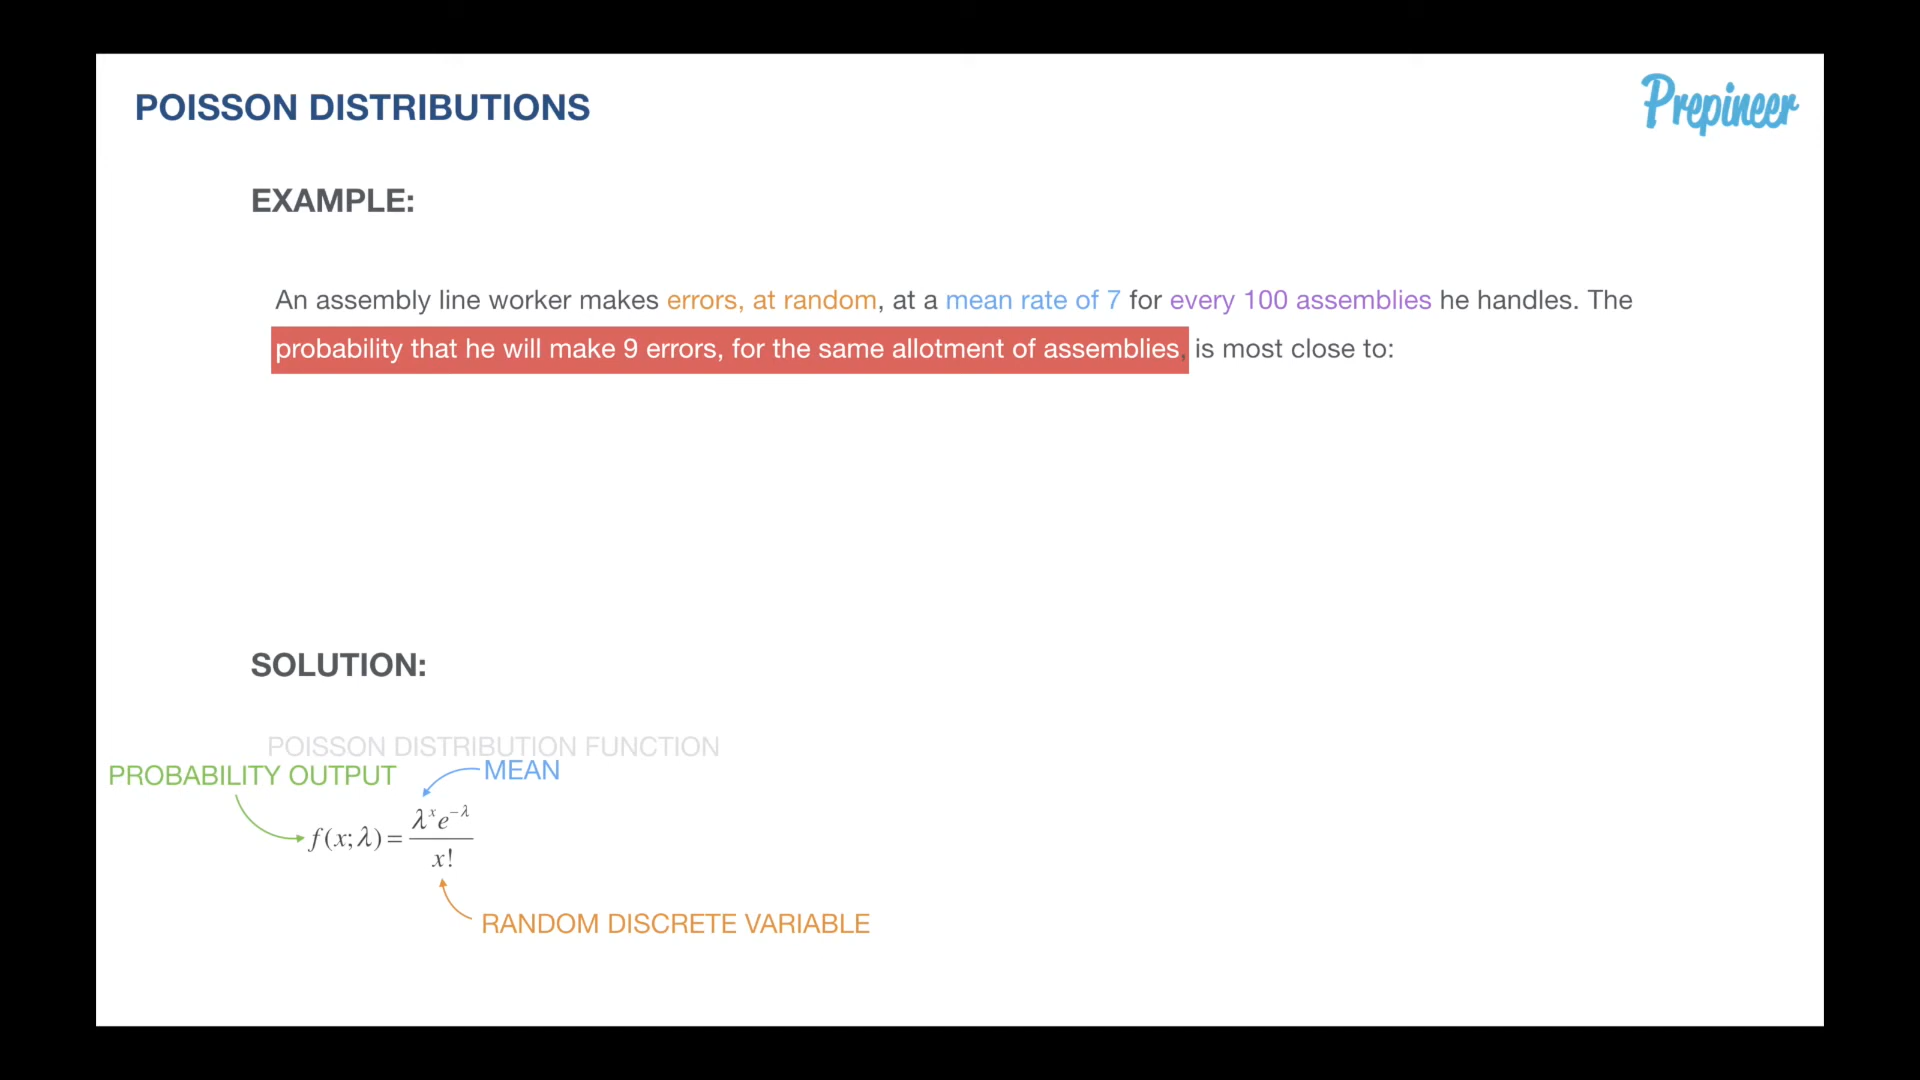 POISSON DISTRIBUTIONS
Prepineer
EXAMPLE:
An assembly line worker makes errors, at random, at a mean rate of 7 for every 100 assemblies he handles. The
probability that he will make 9 errors, for the same allotment of assemblies, is most close to:
SOLUTION:
POISSON DISTRIBUTION FUNCTION
PROBABILITY OUTPUT
MEAN
f(x;λ) = λˣe^−λ / x!
RANDOM DISCRETE VARIABLE